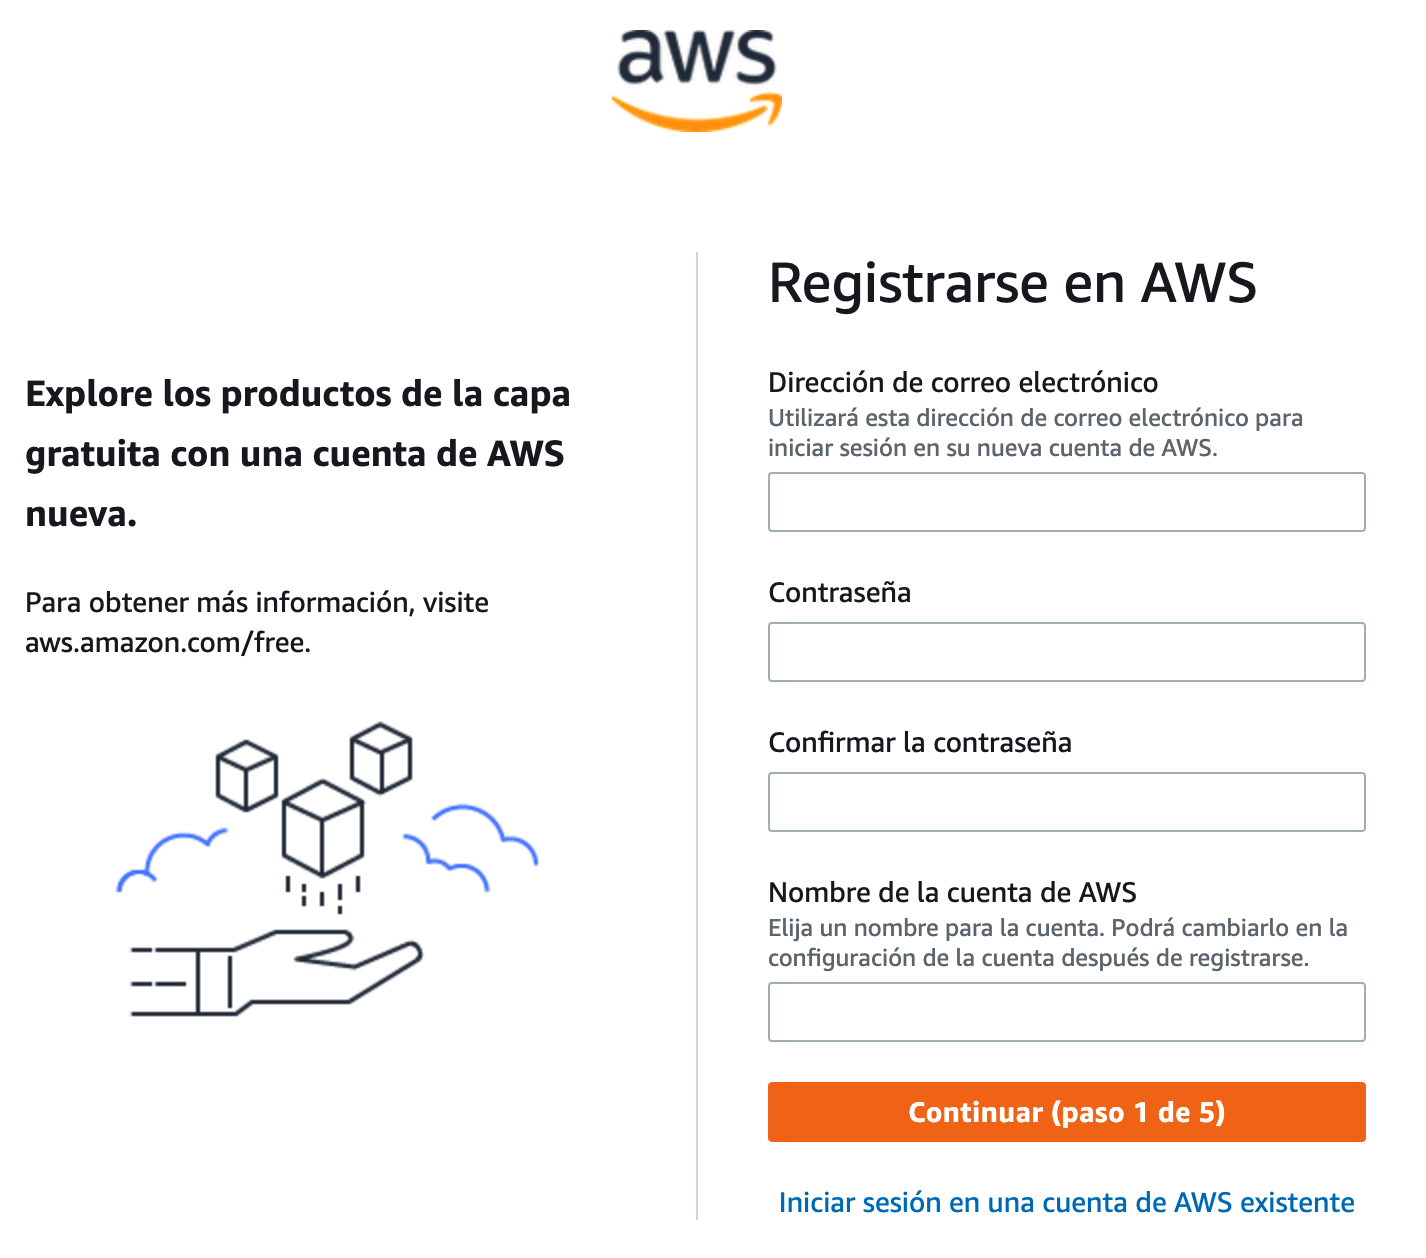 aws
Explore los productos de la capa
gratuita con una cuenta de AWS
nueva.
Para obtener más información, visite
aws.amazon.com/free.
Registrarse en AWS
Dirección de correo electrónico
Utilizará esta dirección de correo electrónico para
iniciar sesión en su nueva cuenta de AWS.
Contraseña
Confirmar la contraseña
Nombre de la cuenta de AWS
Elija un nombre para la cuenta. Podrá cambiarlo en la
configuración de la cuenta después de registrarse.
Continuar (paso 1 de 5)
Iniciar sesión en una cuenta de AWS existente